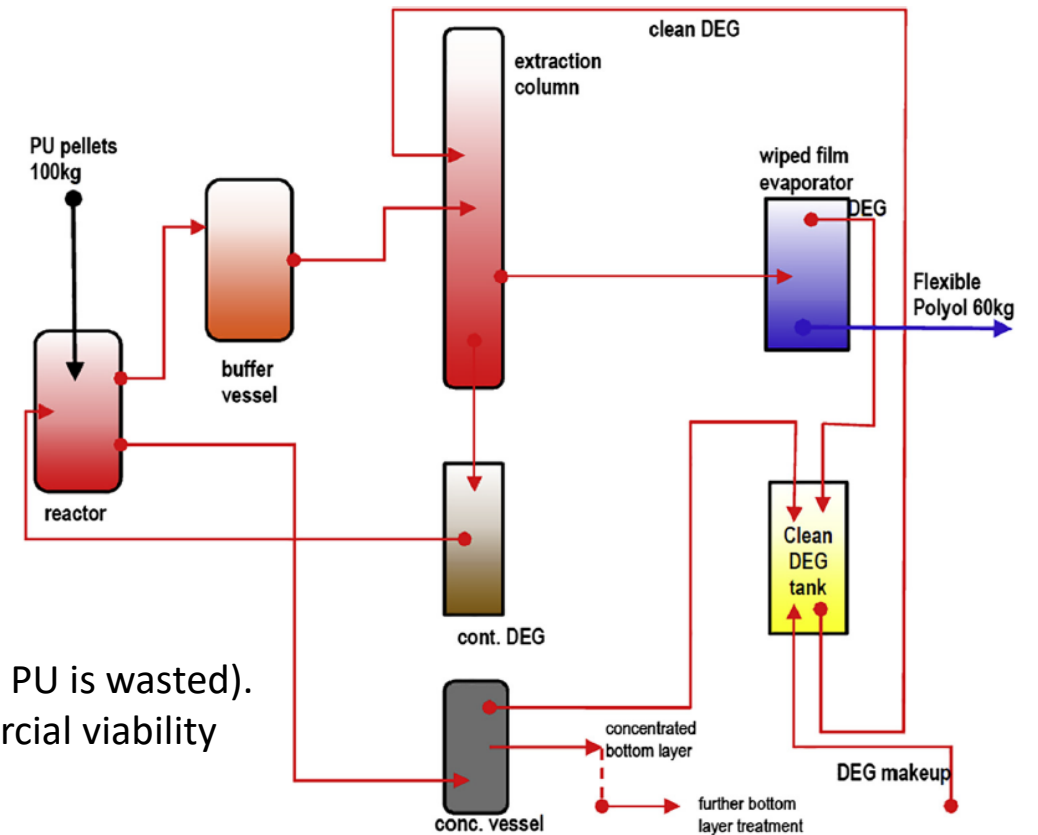 clean DEG
extraction
column
PU pellets
100kg
wiped film
evaporator
DEG
Flexible
Polyol 60kg
buffer
vessel
reactor
Clean
DEG
tank
cont. DEG
PU is wasted).
rcial viability
concentrated
bottom layer
DEG makeup
further bottom
layer treatment
conc. vessel